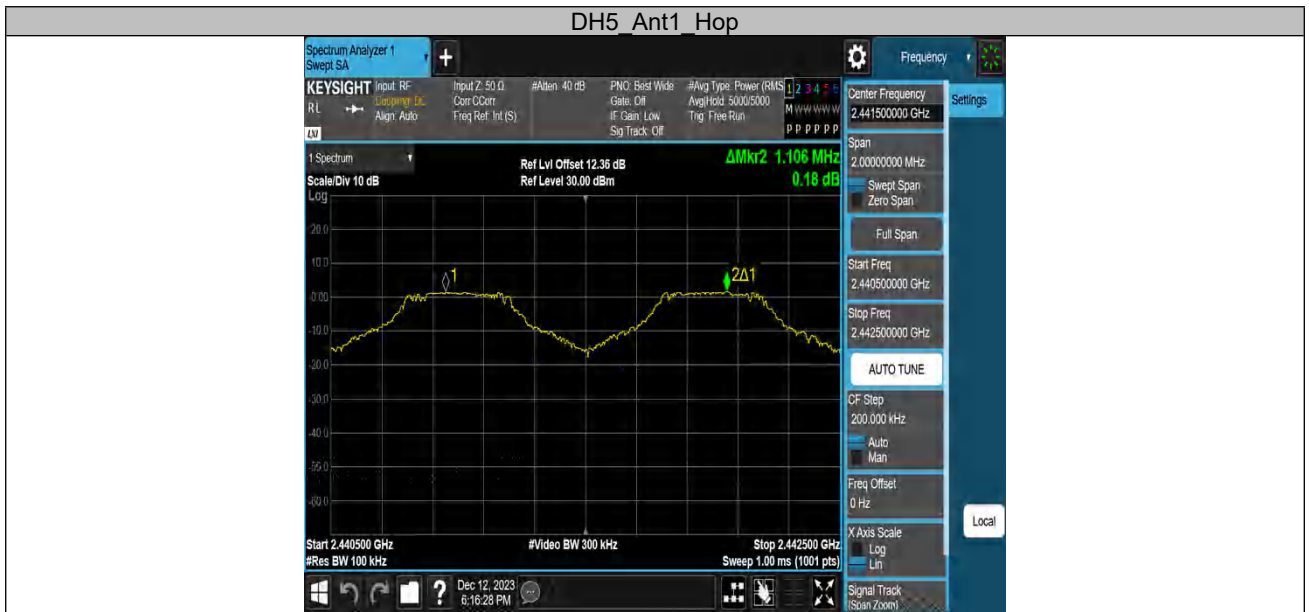 DH5_Ant1_Hop
Spectrum Analyzer 1
Swept SA
+
Frequency
KEYSIGHT
RL
LXI
Input: RF
Coupling: DC
Align: Auto
Input Z: 50 Ω
Corr CCorr
Freq Ref: Int (S)
#Atten: 40 dB
PNO: Best Wide
Gate: Off
IF Gain: Low
Sig Track: Off
#Avg Type: Power (RMS
Avg|Hold: 5000/5000
Trig: Free Run
1 2 3 4 5 6
M W W W W W
P P P P P P
Center Frequency
2.441500000 GHz
Settings
Span
2.00000000 MHz
Swept Span
Zero Span
Full Span
Start Freq
2.440500000 GHz
Stop Freq
2.442500000 GHz
AUTO TUNE
CF Step
200.000 kHz
Auto
Man
Freq Offset
0 Hz
X Axis Scale
Log
Lin
Signal Track
(Span Zoom)
Local
1 Spectrum
Scale/Div 10 dB
Log
Ref Lvl Offset 12.36 dB
Ref Level 30.00 dBm
ΔMkr2 1.106 MHz
0.18 dB
20.0
10.0
0.00
-10.0
-20.0
-30.0
-40.0
-50.0
-60.0
1
2Δ1
Start 2.440500 GHz
#Res BW 100 kHz
#Video BW 300 kHz
Stop 2.442500 GHz
Sweep 1.00 ms (1001 pts)
?
Dec 12, 2023
6:16:28 PM